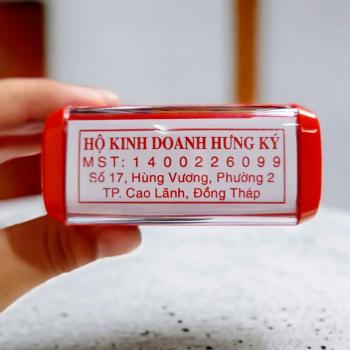 HỘ KINH DOANH HƯNG KÝ
MST: 1400226099
Số 17, Hùng Vương, Phường 2
TP. Cao Lãnh, Đồng Tháp